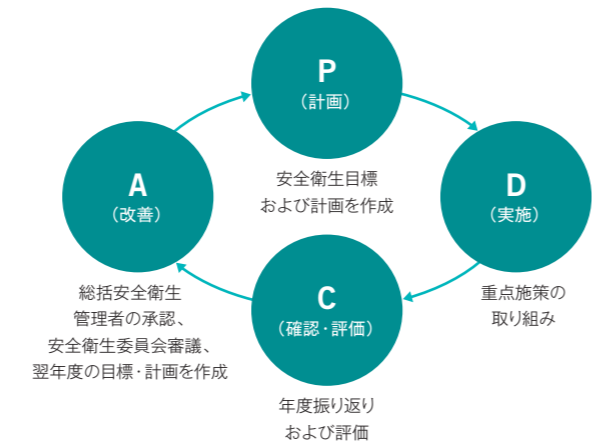 P
（計画）
安全衛生目標
および計画を作成
D
（実施）
重点施策の
取り組み
C
（確認・評価）
年度振り返り
および評価
A
（改善）
総括安全衛生
管理者の承認、
安全衛生委員会審議、
翌年度の目標・計画を作成